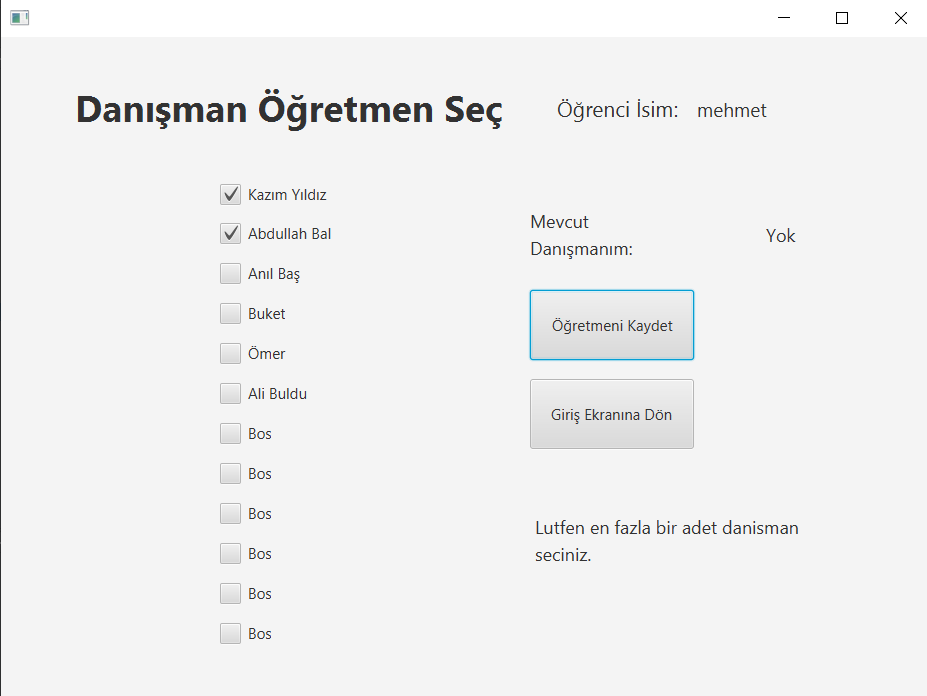 Danışman Öğretmen Seç
Öğrenci İsim: mehmet
Kazım Yıldız
Abdullah Bal
Anıl Baş
Buket
Ömer
Ali Buldu
Bos
Bos
Bos
Bos
Bos
Bos
Mevcut
Danışmanım:
Yok
Öğretmeni Kaydet
Giriş Ekranına Dön
Lutfen en fazla bir adet danisman
seciniz.